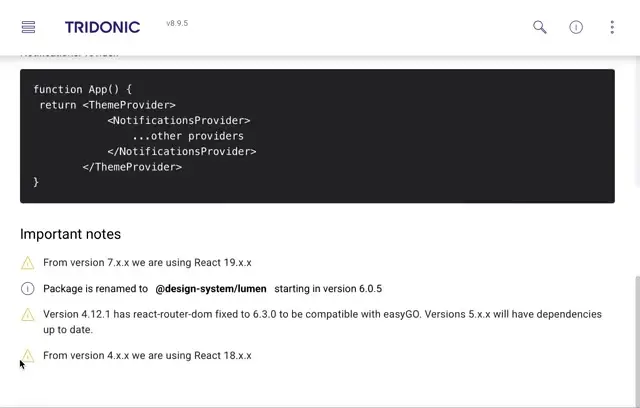 TRIDONIC v8.9.5
function App() {
return <ThemeProvider>
<NotificationsProvider>
...other providers
</NotificationsProvider>
</ThemeProvider>
}
Important notes
From version 7.x.x we are using React 19.x.x
Package is renamed to @design-system/lumen starting in version 6.0.5
Version 4.12.1 has react-router-dom fixed to 6.3.0 to be compatible with easyGO. Versions 5.x.x will have dependencies
up to date.
From version 4.x.x we are using React 18.x.x